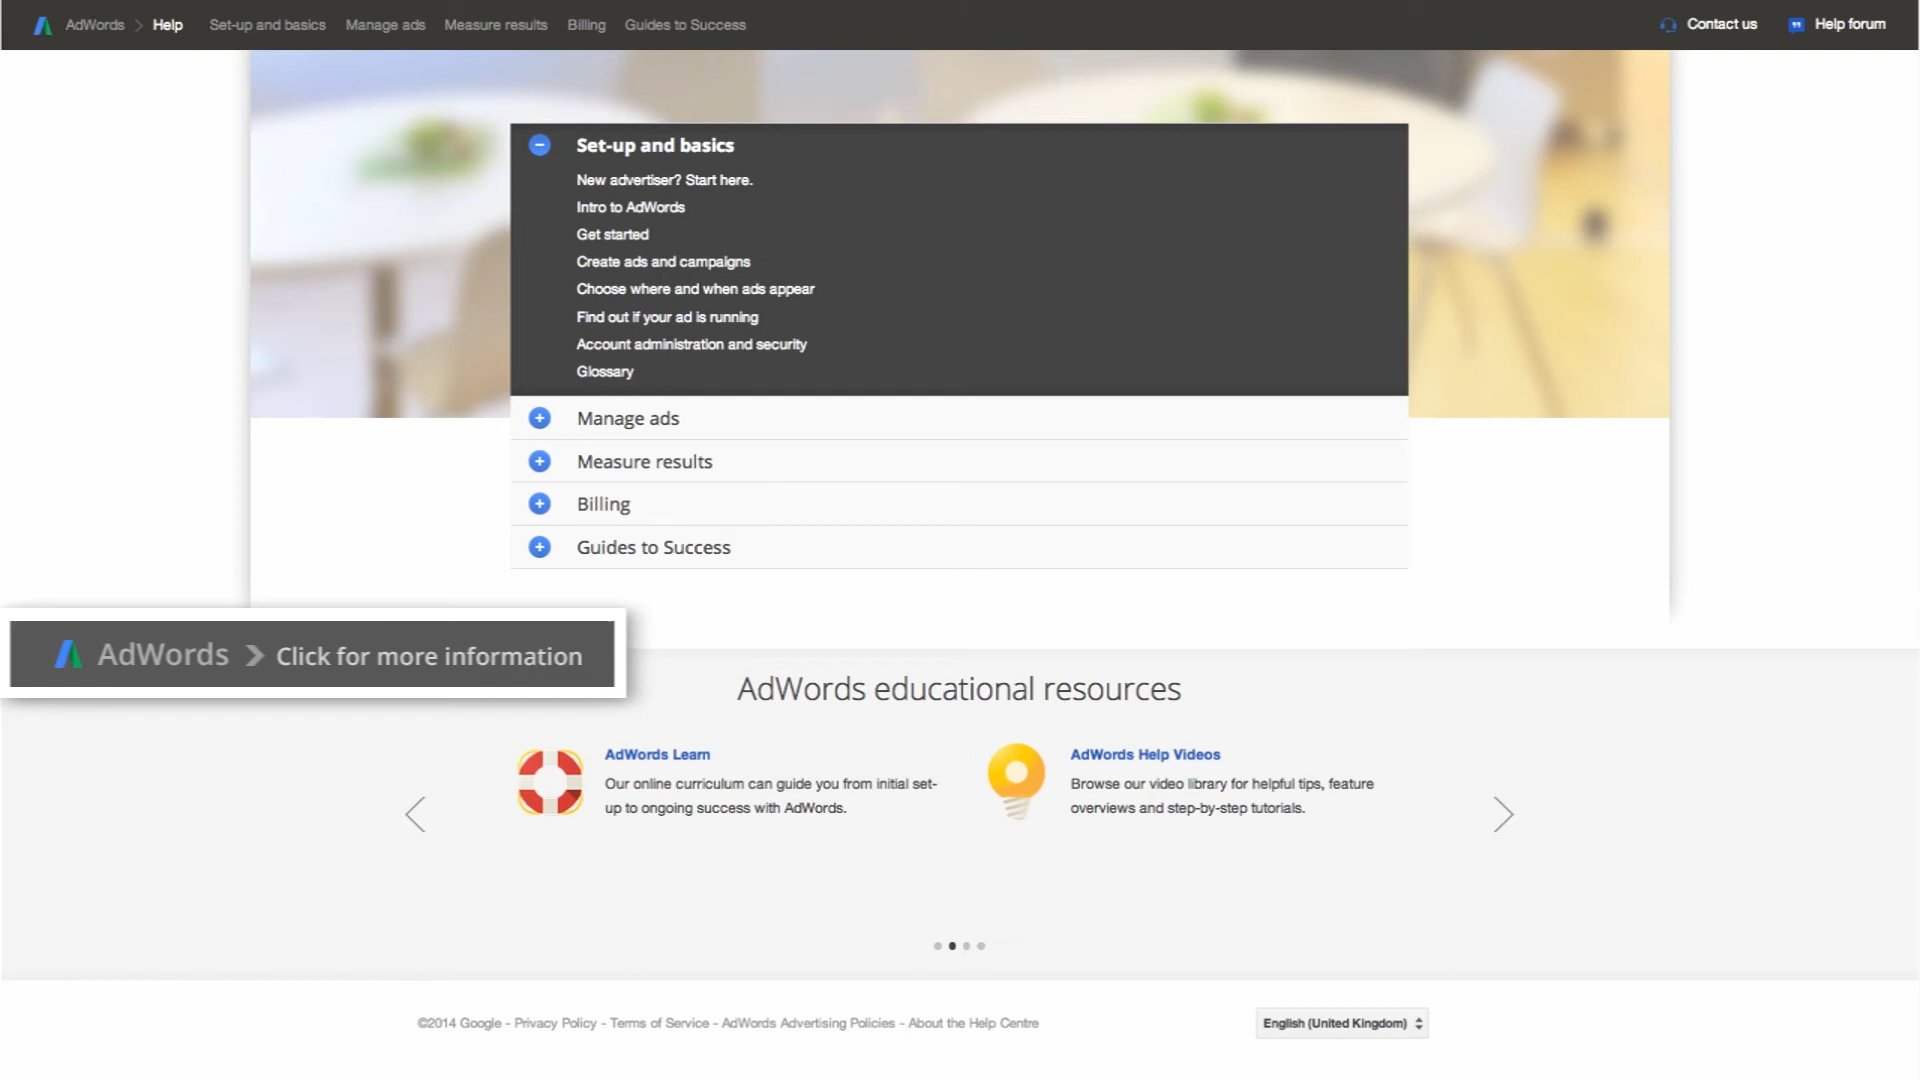 AdWords > Help Set-up and basics Manage ads Measure results Billing Guides to Success Contact us Help forum
Set-up and basics
New advertiser? Start here.
Intro to AdWords
Get started
Create ads and campaigns
Choose where and when ads appear
Find out if your ad is running
Account administration and security
Glossary
Manage ads
Measure results
Billing
Guides to Success
AdWords > Click for more information
AdWords educational resources
AdWords Learn
Our online curriculum can guide you from initial set-
up to ongoing success with AdWords.
AdWords Help Videos
Browse our video library for helpful tips, feature
overviews and step-by-step tutorials.
©2014 Google - Privacy Policy - Terms of Service - AdWords Advertising Policies - About the Help Centre
English (United Kingdom)